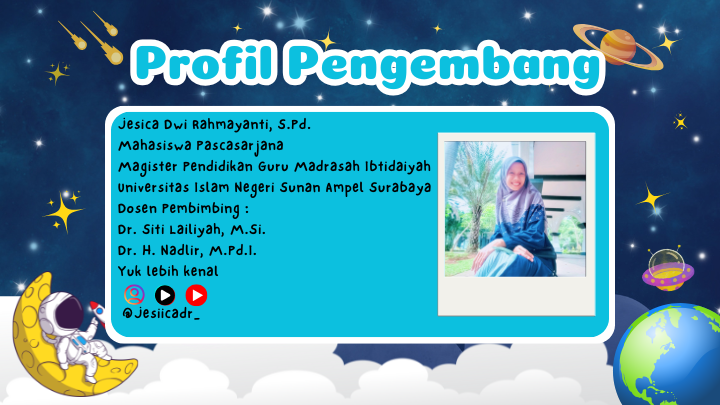 Profil Pengembang
Jesica Dwi Rahmayanti, S.Pd.
Mahasiswa Pascasarjana
Magister Pendidikan Guru Madrasah Ibtidaiyah
Universitas Islam Negeri Sunan Ampel Surabaya
Dosen Pembimbing :
Dr. Siti Lailiyah, M.Si.
Dr. H. Nadlir, M.Pd.I.
Yuk lebih kenal
@jesiicadr_